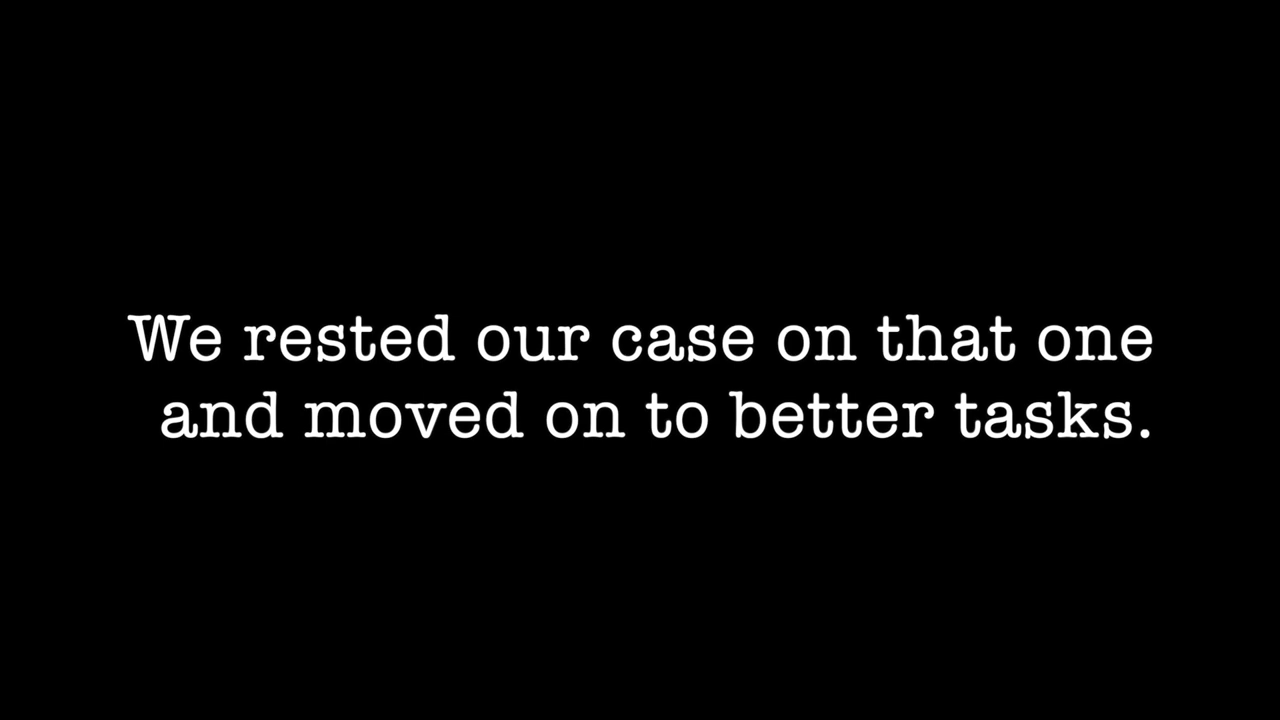 We rested our case on that one
and moved on to better tasks.